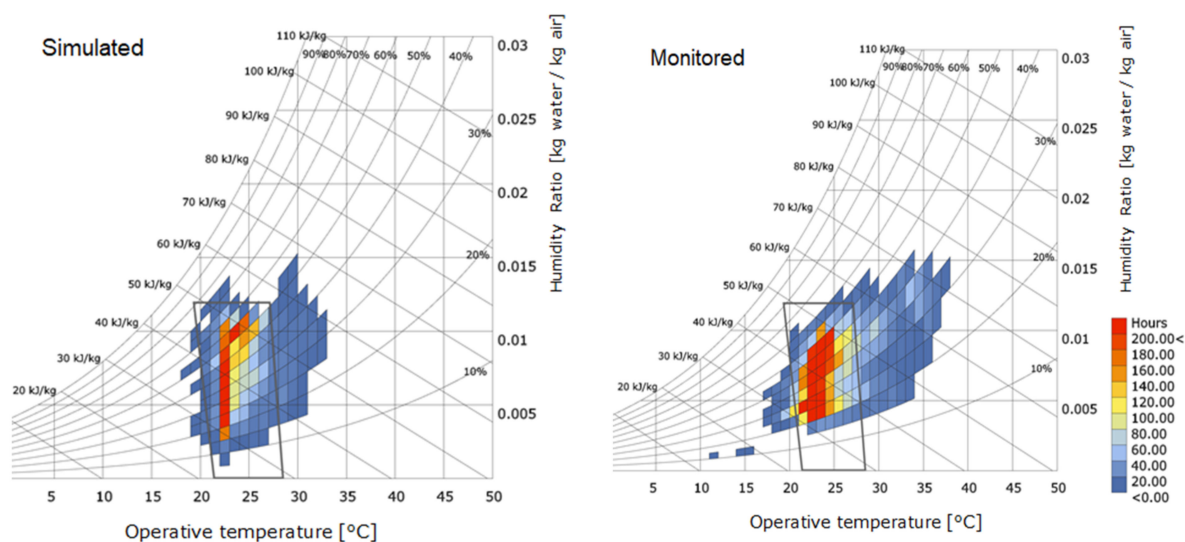 Simulated
110 kJ/kg
90% 80% 70% 60% 50% 40%
100 kJ/kg
90 kJ/kg
80 kJ/kg
70 kJ/kg
60 kJ/kg
50 kJ/kg
40 kJ/kg
30 kJ/kg
20 kJ/kg
30%
20%
10%
0.03
0.025
0.02
0.015
0.01
0.005
Humidity Ratio [kg water / kg air]
5 10 15 20 25 30 35 40 45 50
Operative temperature [°C]
Monitored
110 kJ/kg
90% 80% 70% 60% 50% 40%
100 kJ/kg
90 kJ/kg
80 kJ/kg
70 kJ/kg
60 kJ/kg
50 kJ/kg
40 kJ/kg
30 kJ/kg
20 kJ/kg
30%
20%
10%
0.03
0.025
0.02
0.015
0.01
0.005
Humidity Ratio [kg water / kg air]
5 10 15 20 25 30 35 40 45 50
Operative temperature [°C]
Hours
200.00<
180.00
160.00
140.00
120.00
100.00
80.00
60.00
40.00
20.00
<0.00